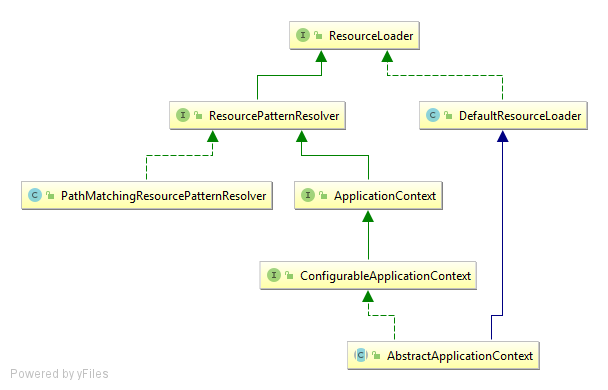 I ResourceLoader
I ResourcePatternResolver
C DefaultResourceLoader
C PathMatchingResourcePatternResolver
I ApplicationContext
I ConfigurableApplicationContext
C AbstractApplicationContext
Powered by yFiles